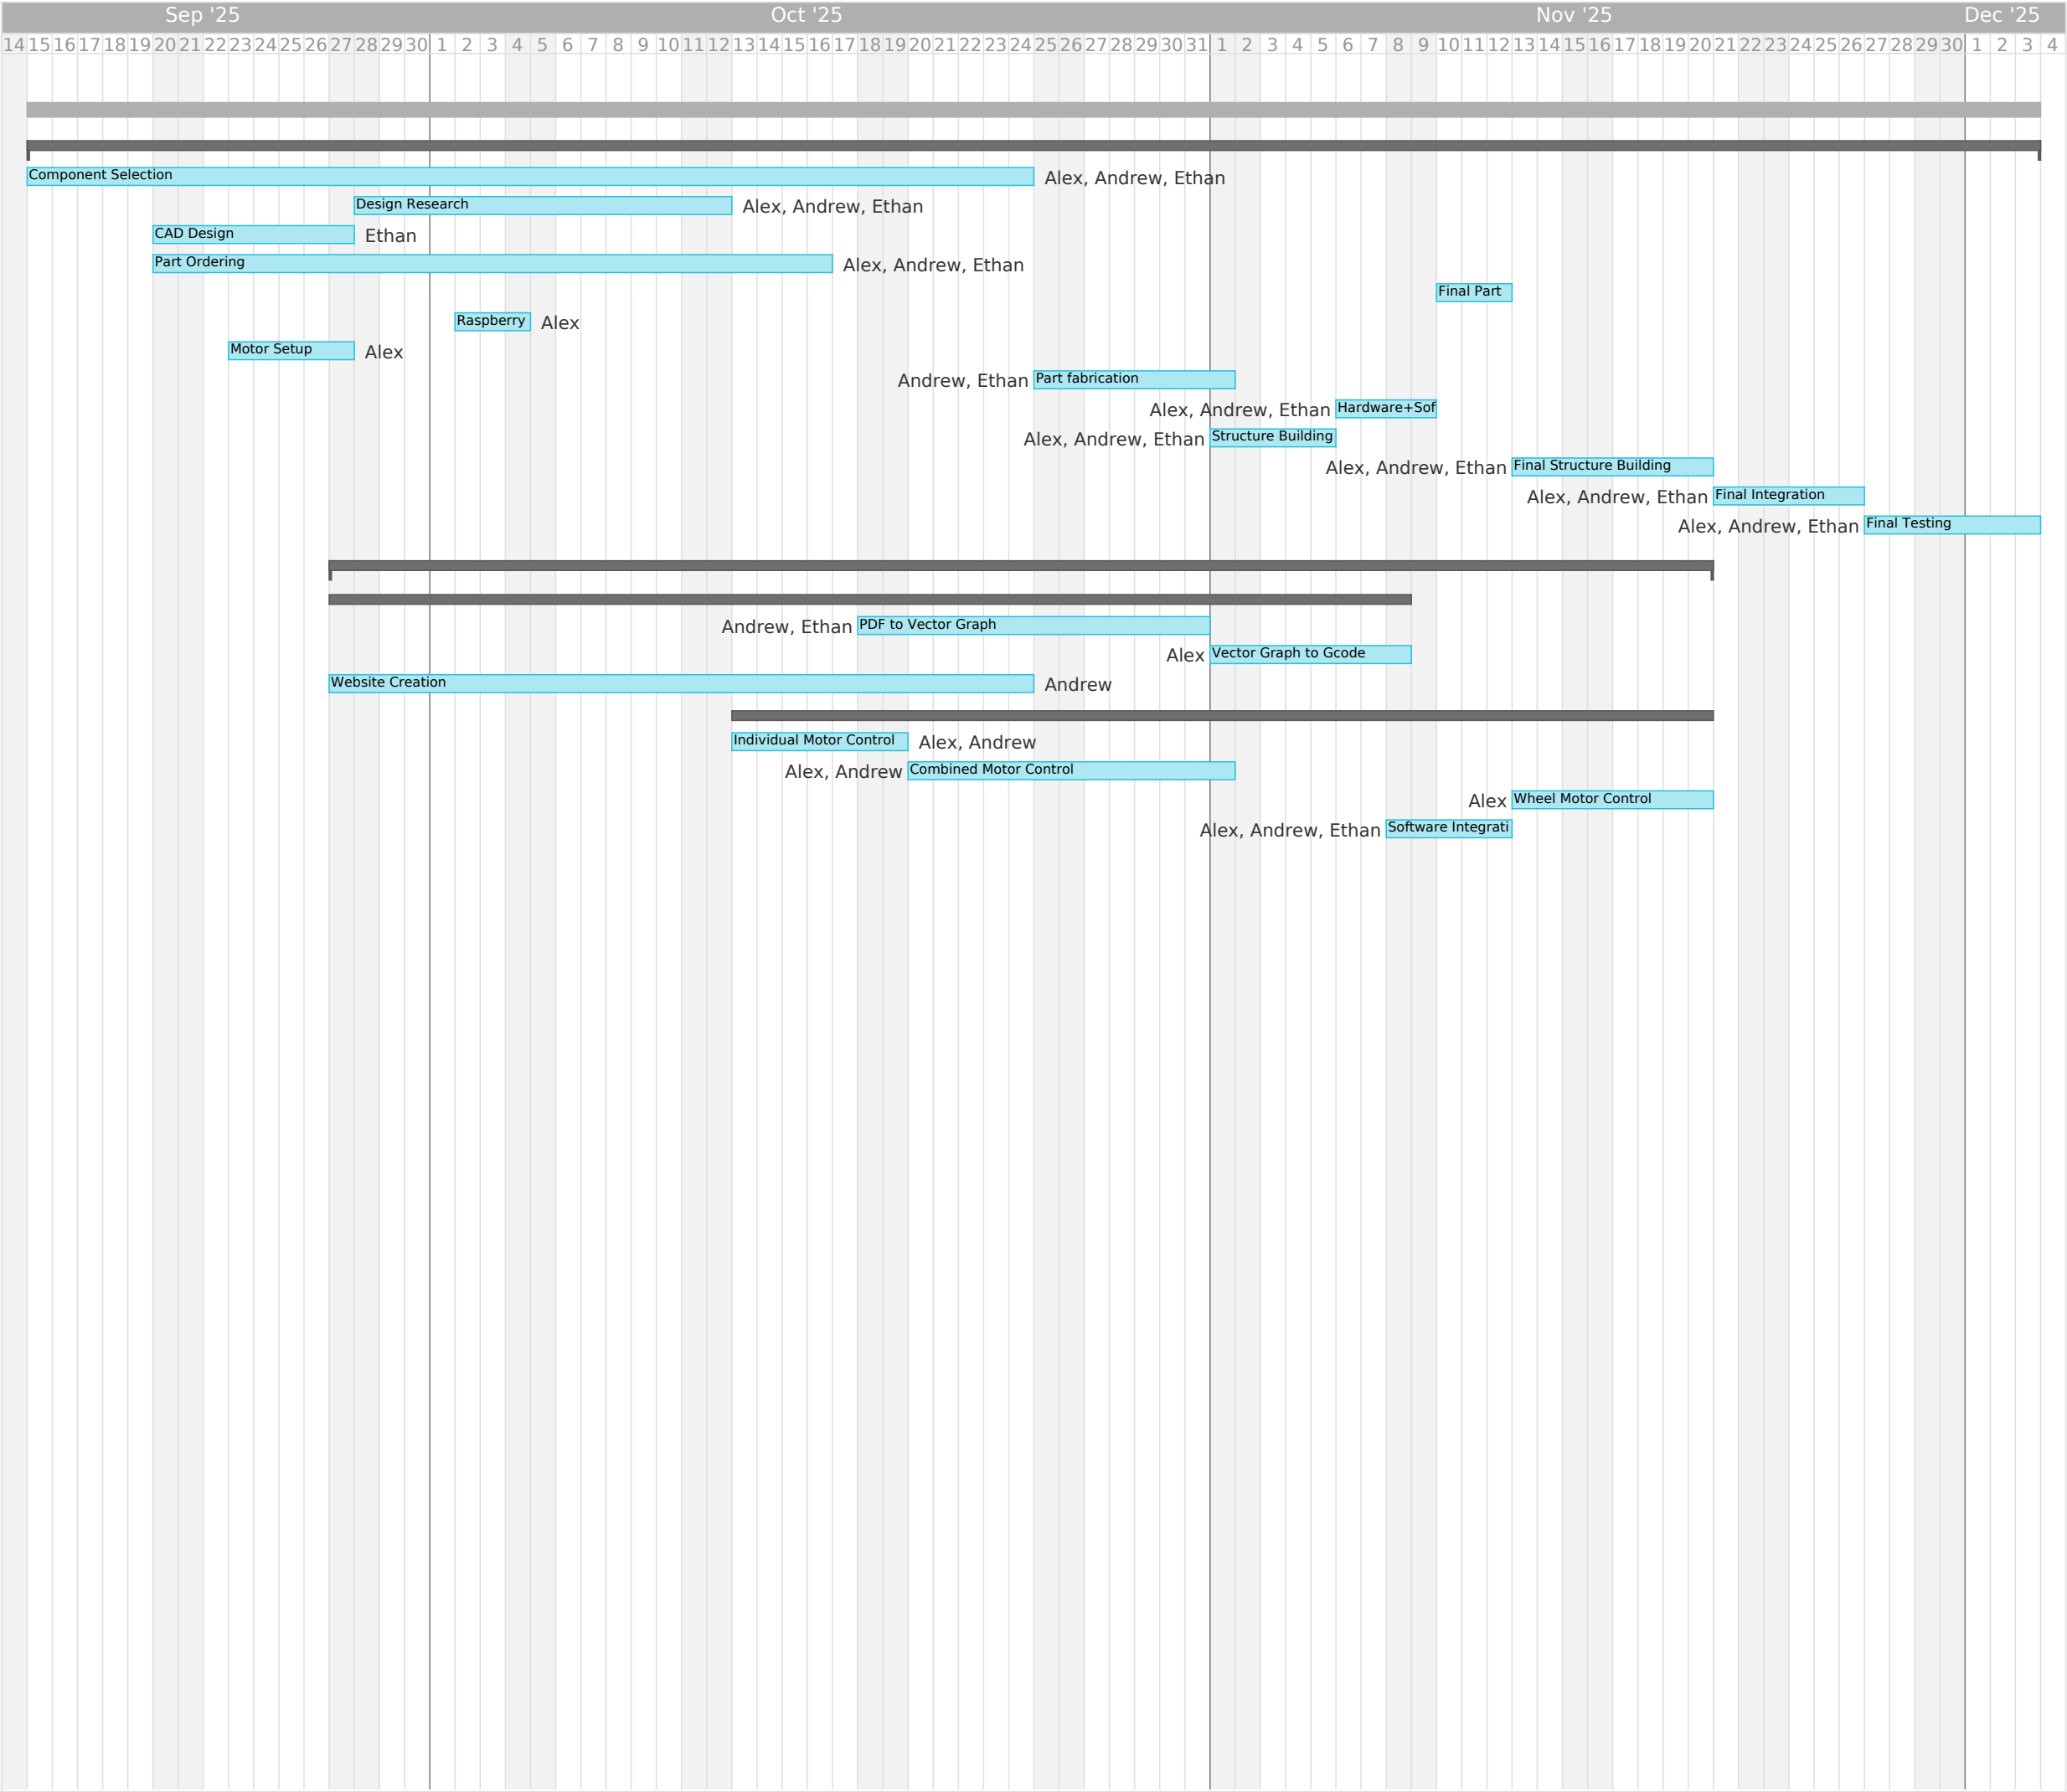 Sep '25 Oct '25 Nov '25 Dec '25
14 15 16 17 18 19 20 21 22 23 24 25 26 27 28 29 30 1 2 3 4 5 6 7 8 9 10 11 12 13 14 15 16 17 18 19 20 21 22 23 24 25 26 27 28 29 30 31 1 2 3 4 5 6 7 8 9 10 11 12 13 14 15 16 17 18 19 20 21 22 23 24 25 26 27 28 29 30 1 2 3 4
Component Selection Alex, Andrew, Ethan
Design Research Alex, Andrew, Ethan
CAD Design Ethan
Part Ordering Alex, Andrew, Ethan
Final Part
Raspberry Alex
Motor Setup Alex
Andrew, Ethan Part fabrication
Alex, Andrew, Ethan Hardware+Sof
Alex, Andrew, Ethan Structure Building
Alex, Andrew, Ethan Final Structure Building
Alex, Andrew, Ethan Final Integration
Alex, Andrew, Ethan Final Testing
Andrew, Ethan PDF to Vector Graph
Alex Vector Graph to Gcode
Website Creation Andrew
Individual Motor Control Alex, Andrew
Alex, Andrew Combined Motor Control
Alex Wheel Motor Control
Alex, Andrew, Ethan Software Integrati